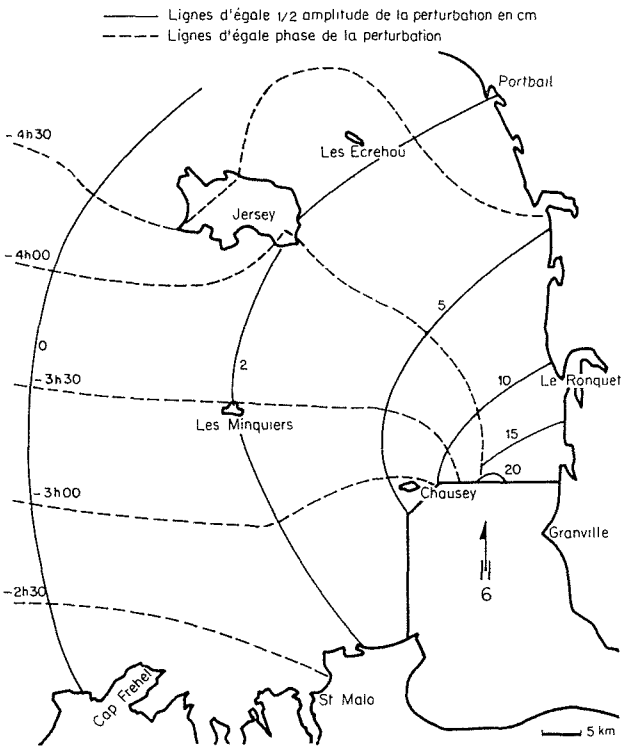 Lignes d'égale 1/2 amplitude de la perturbation en cm
Lignes d'égale phase de la perturbation
Portbail
-4h30
Les Ecrehou
Jersey
-4h00
5
0
2
-3h30
10
Le Ronquet
Les Minquiers
15
20
Chausey
-3h00
Granville
6
-2h30
Cap Frehel
St Malo
5 km